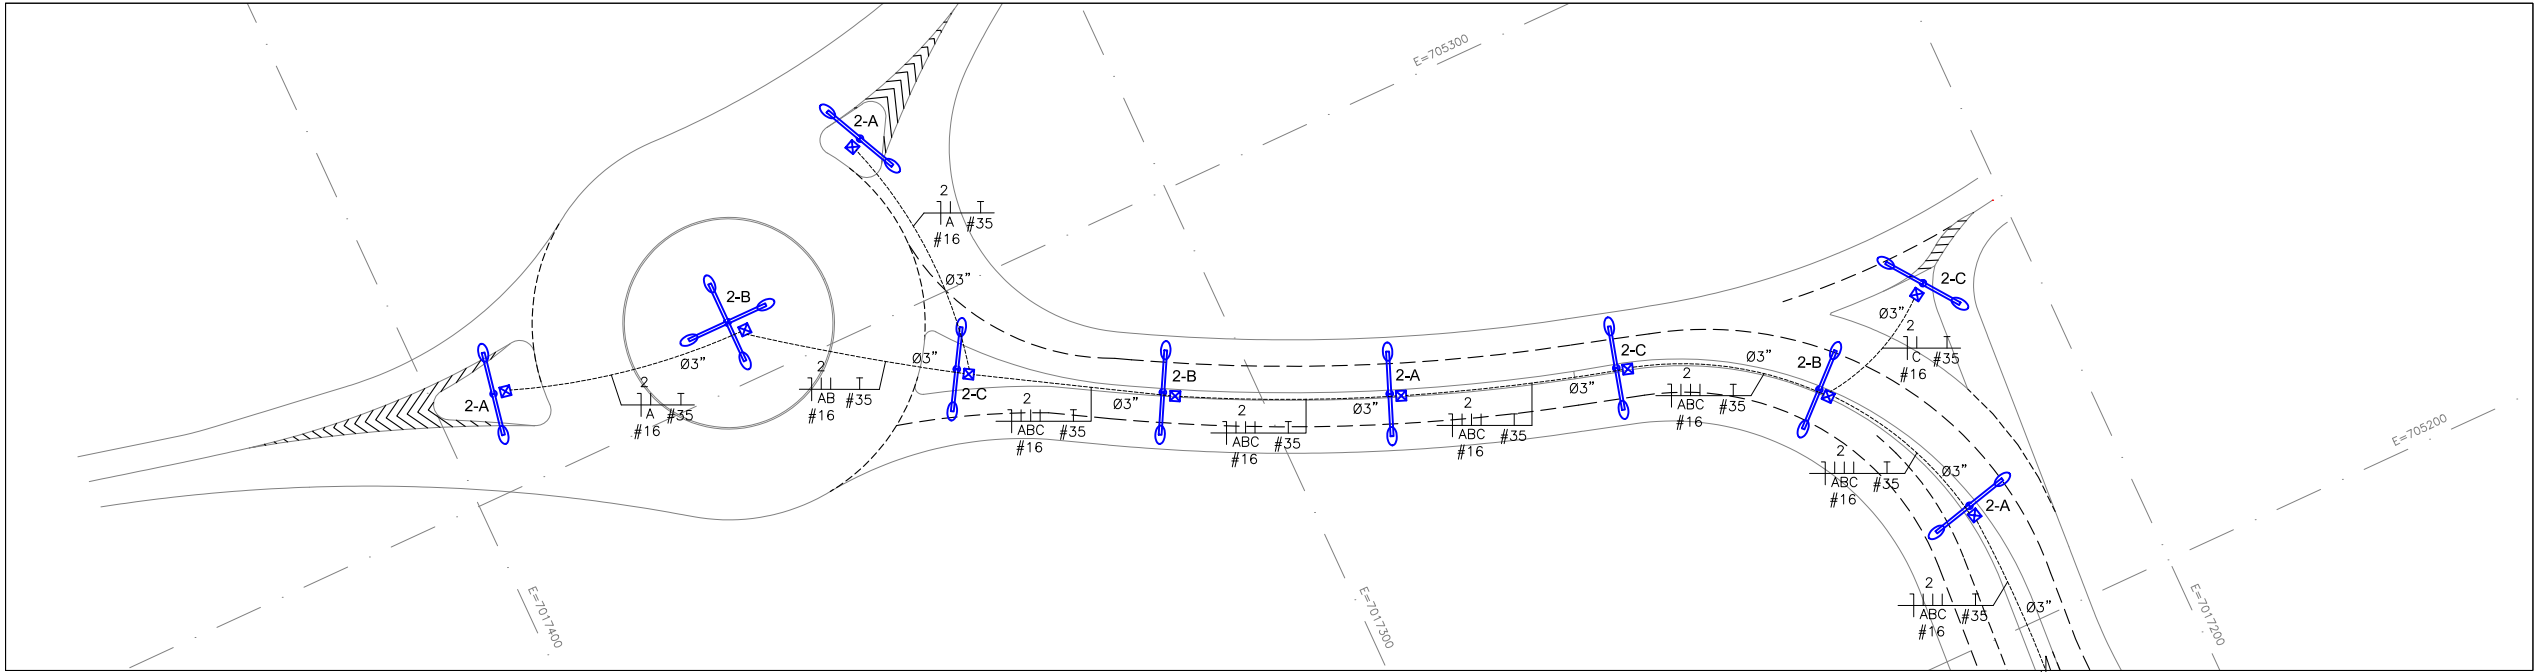 E=705300
2-A
2
A
#35
#16
Ø3”
2-B
Ø3”
2-A
2
A
#35
#16
2
AB
#35
#16
Ø3”
2-C
2
ABC
#35
#16
2-B
Ø3”
2
ABC
#35
#16
2-A
Ø3”
2
ABC
#35
#16
2-C
Ø3”
2
ABC
#35
#16
Ø3”
2-B
Ø3”
2-C
2
C
#35
#16
2
ABC
#35
#16
Ø3”
2-A
2
ABC
#35
#16
Ø3”
E=705200
E=7017400
E=7017300
E=7017200